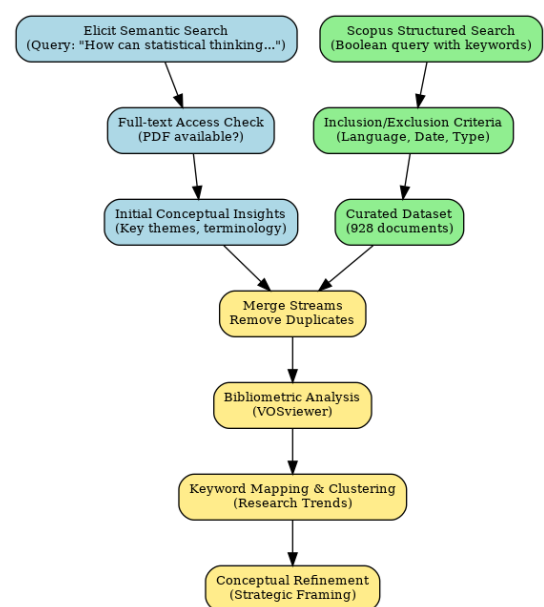 Elicit Semantic Search
(Query: "How can statistical thinking...")
Scopus Structured Search
(Boolean query with keywords)
Full-text Access Check
(PDF available?)
Inclusion/Exclusion Criteria
(Language, Date, Type)
Initial Conceptual Insights
(Key themes, terminology)
Curated Dataset
(928 documents)
Merge Streams
Remove Duplicates
Bibliometric Analysis
(VOSviewer)
Keyword Mapping & Clustering
(Research Trends)
Conceptual Refinement
(Strategic Framing)